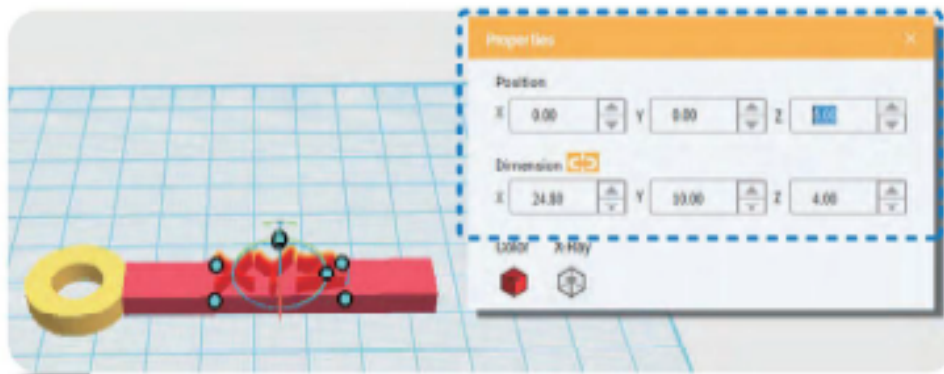 Properties ×
Position
X 0.00 Y 0.00 Z
Dimension
X 24.80 Y 10.00 Z 4.00
Color X-Ray